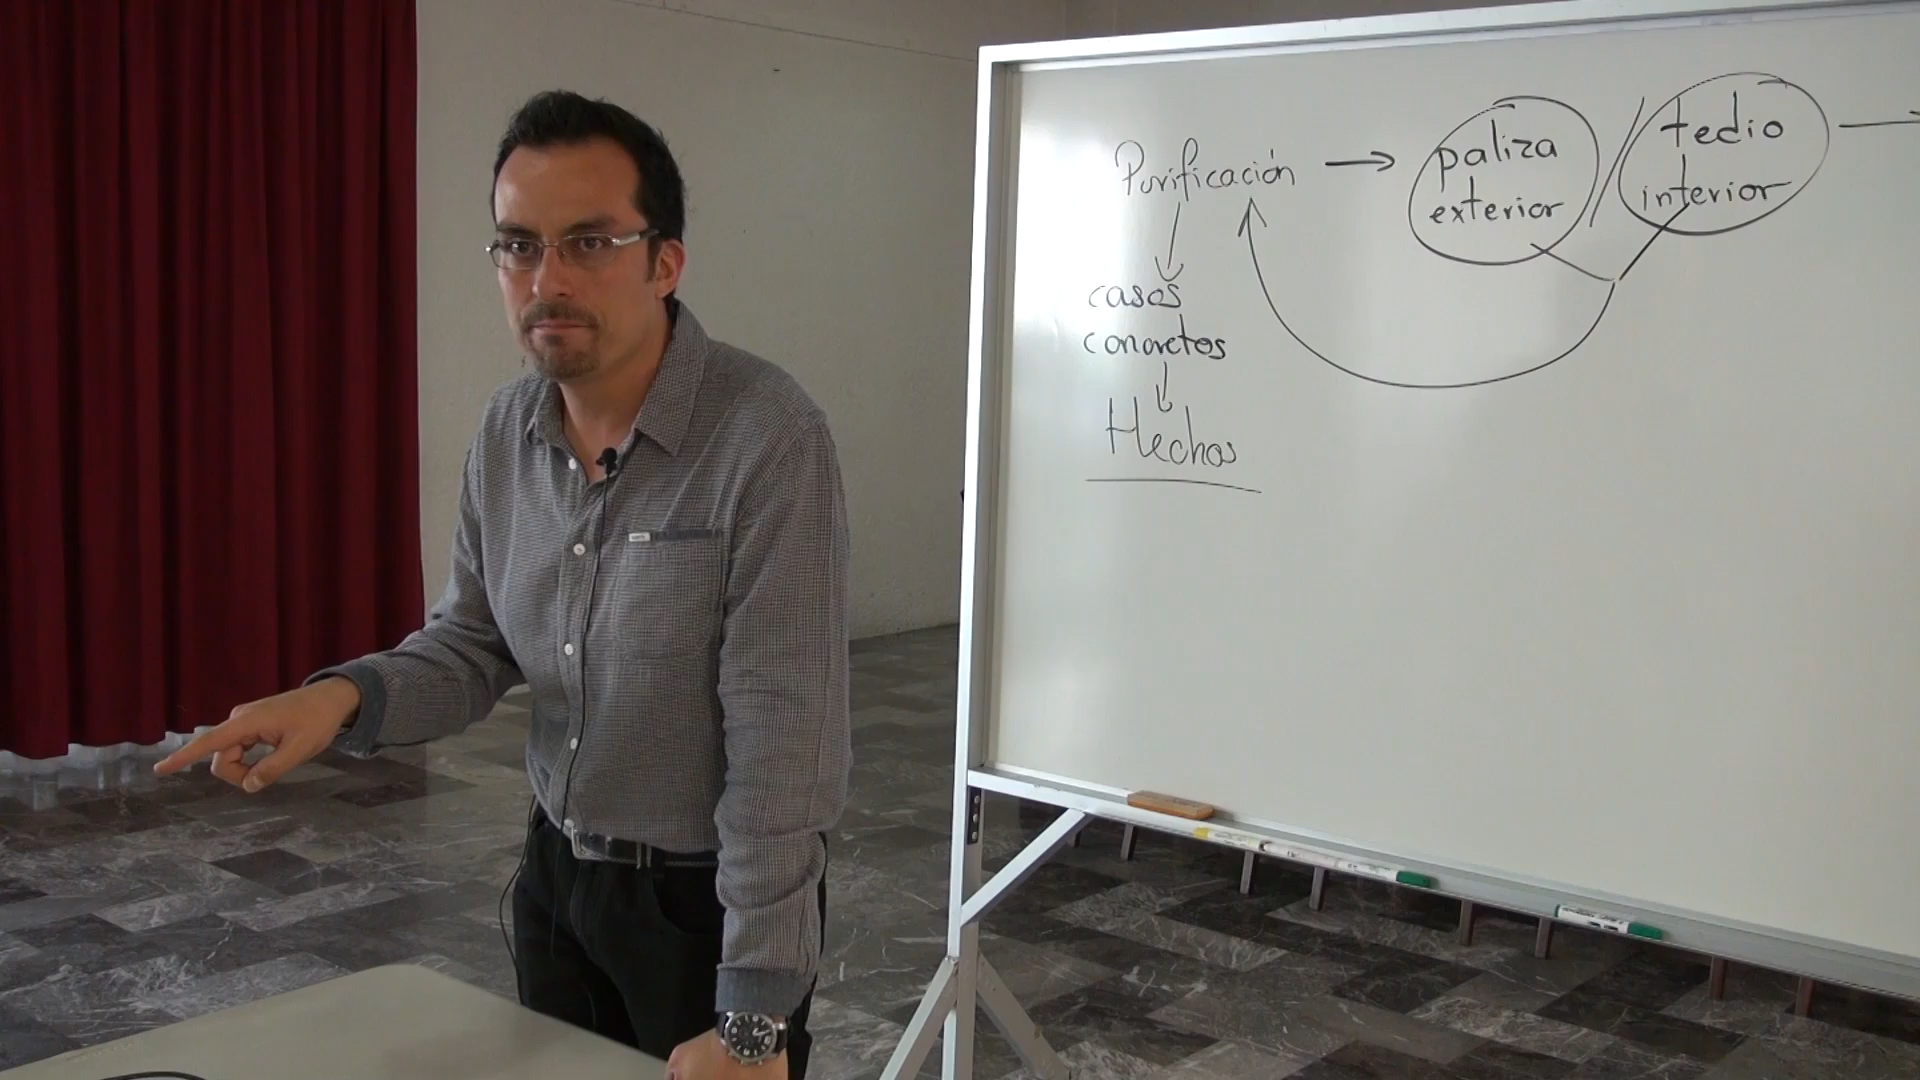 Purificación → paliza exterior / tedio interior →
casos
concretos
Hechos